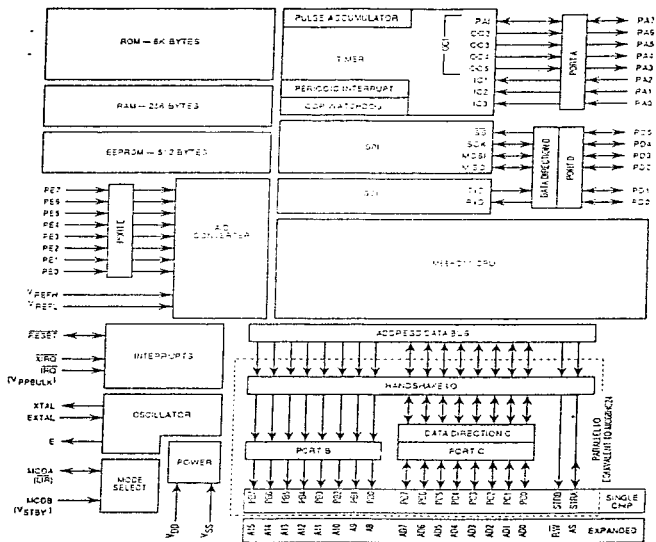 PULSE ACCUMULATOR
ROM — 8K BYTES
TIMER
PAI
OC2
OC3
OC4
OC5
IC1
IC2
IC3
OC1
PORT A
PA7
PA6
PA5
PA4
PA3
PA2
PA1
PA0
RAM — 256 BYTES
PERIODIC INTERRUPT
COP WATCHDOG
EEPROM — 512 BYTES
SPI
SS
SCK
MOSI
MISO
DATA DIRECTION D
PORT D
PD5
PD4
PD3
PD2
SCI
TxD
RxD
PD1
PD0
PE7
PE6
PE5
PE4
PE3
PE2
PE1
PE0
PORT E
A/D
CONVERTER
VREFH
VREFL
M68HC11 CPU
RESET
XIRQ
IRQ
(VPPBULK)
INTERRUPTS
ADDRESS DATA BUS
HANDSHAKE I/O
XTAL
EXTAL
E
OSCILLATOR
PORT B
DATA DIRECTION C
PORT C
PARALLEL I/O
EQUIVALENT TO MC68HC24
MODA
(LIR)
MODB
(VSTBY)
MODE
SELECT
POWER
VDD
VSS
PB7 PB6 PB5 PB4 PB3 PB2 PB1 PB0 PC7 PC6 PC5 PC4 PC3 PC2 PC1 PC0 STRB STRA
SINGLE
CHIP
A15 A14 A13 A12 A11 A10 A9 A8 AD7 AD6 AD5 AD4 AD3 AD2 AD1 AD0 R/W AS
EXPANDED